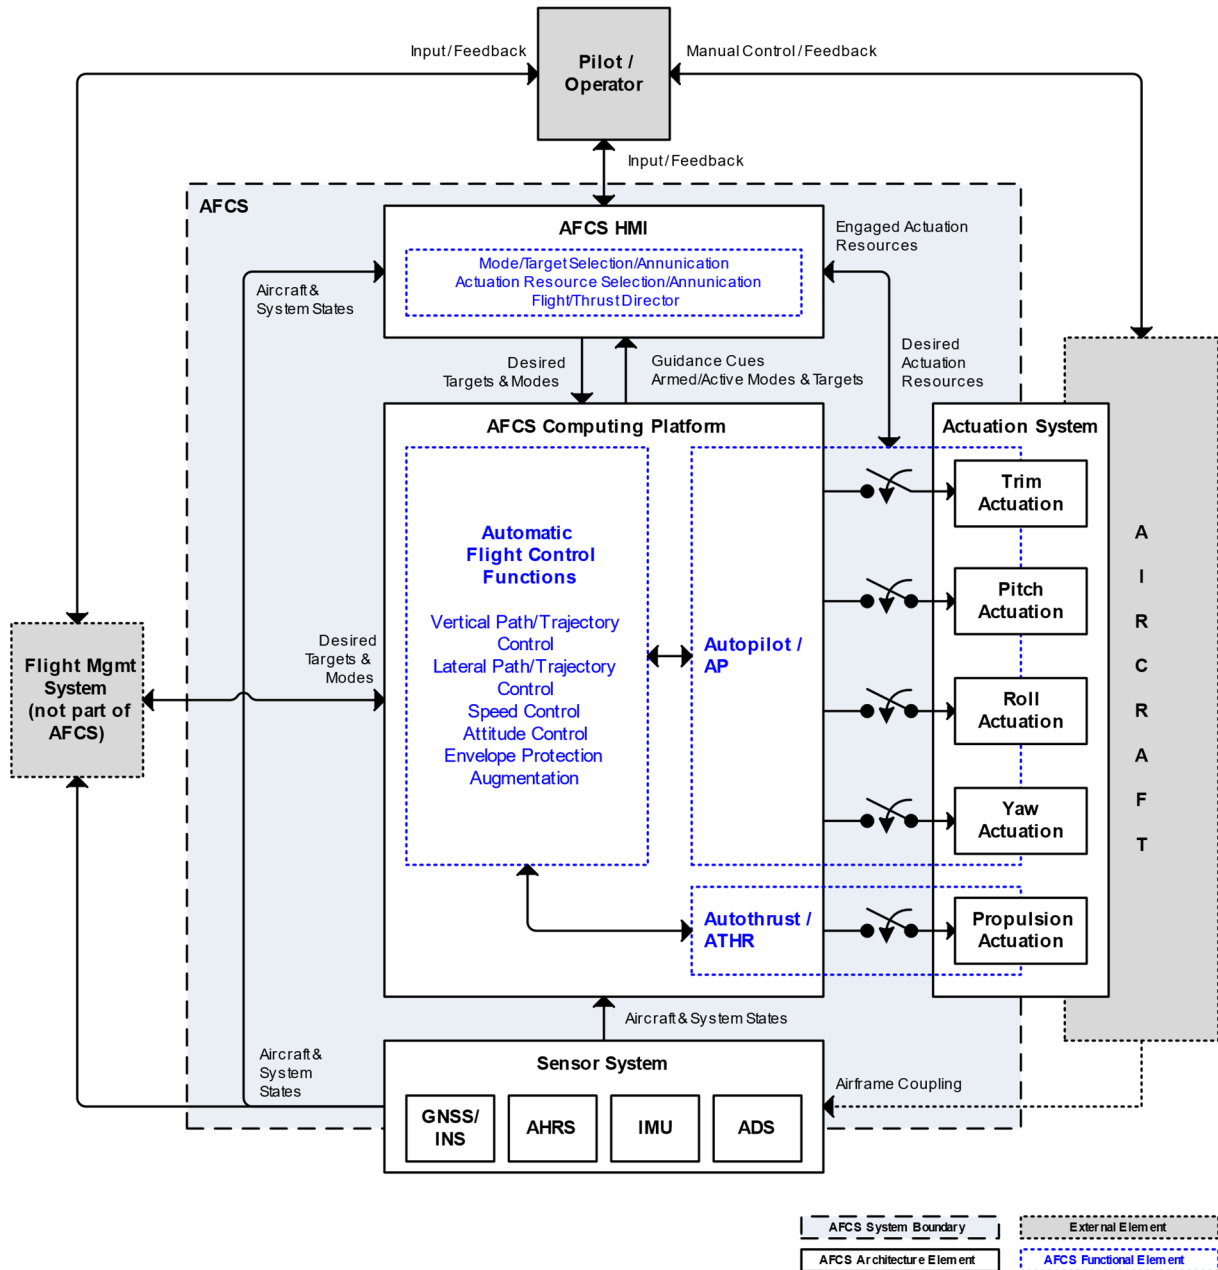 Input/Feedback
Pilot /
Operator
Manual Control/Feedback
Input/Feedback
AFCS
AFCS HMI
Mode/Target Selection/Annunication
Actuation Resource Selection/Annunication
Flight/Thrust Director
Engaged Actuation
Resources
Aircraft &
System States
Desired
Targets & Modes
Guidance Cues
Armed/Active Modes & Targets
Desired
Actuation
Resources
AFCS Computing Platform
Actuation System
Automatic
Flight Control
Functions
Vertical Path/Trajectory
Control
Lateral Path/Trajectory
Control
Speed Control
Attitude Control
Envelope Protection
Augmentation
Autopilot /
AP
Autothrust /
ATHR
Trim
Actuation
Pitch
Actuation
Roll
Actuation
Yaw
Actuation
Propulsion
Actuation
A
I
R
C
R
A
F
T
Flight Mgmt
System
(not part of
AFCS)
Desired
Targets &
Modes
Aircraft & System States
Aircraft &
System
States
Sensor System
GNSS/
INS
AHRS
IMU
ADS
Airframe Coupling
AFCS System Boundary
External Element
AFCS Architecture Element
AFCS Functional Element